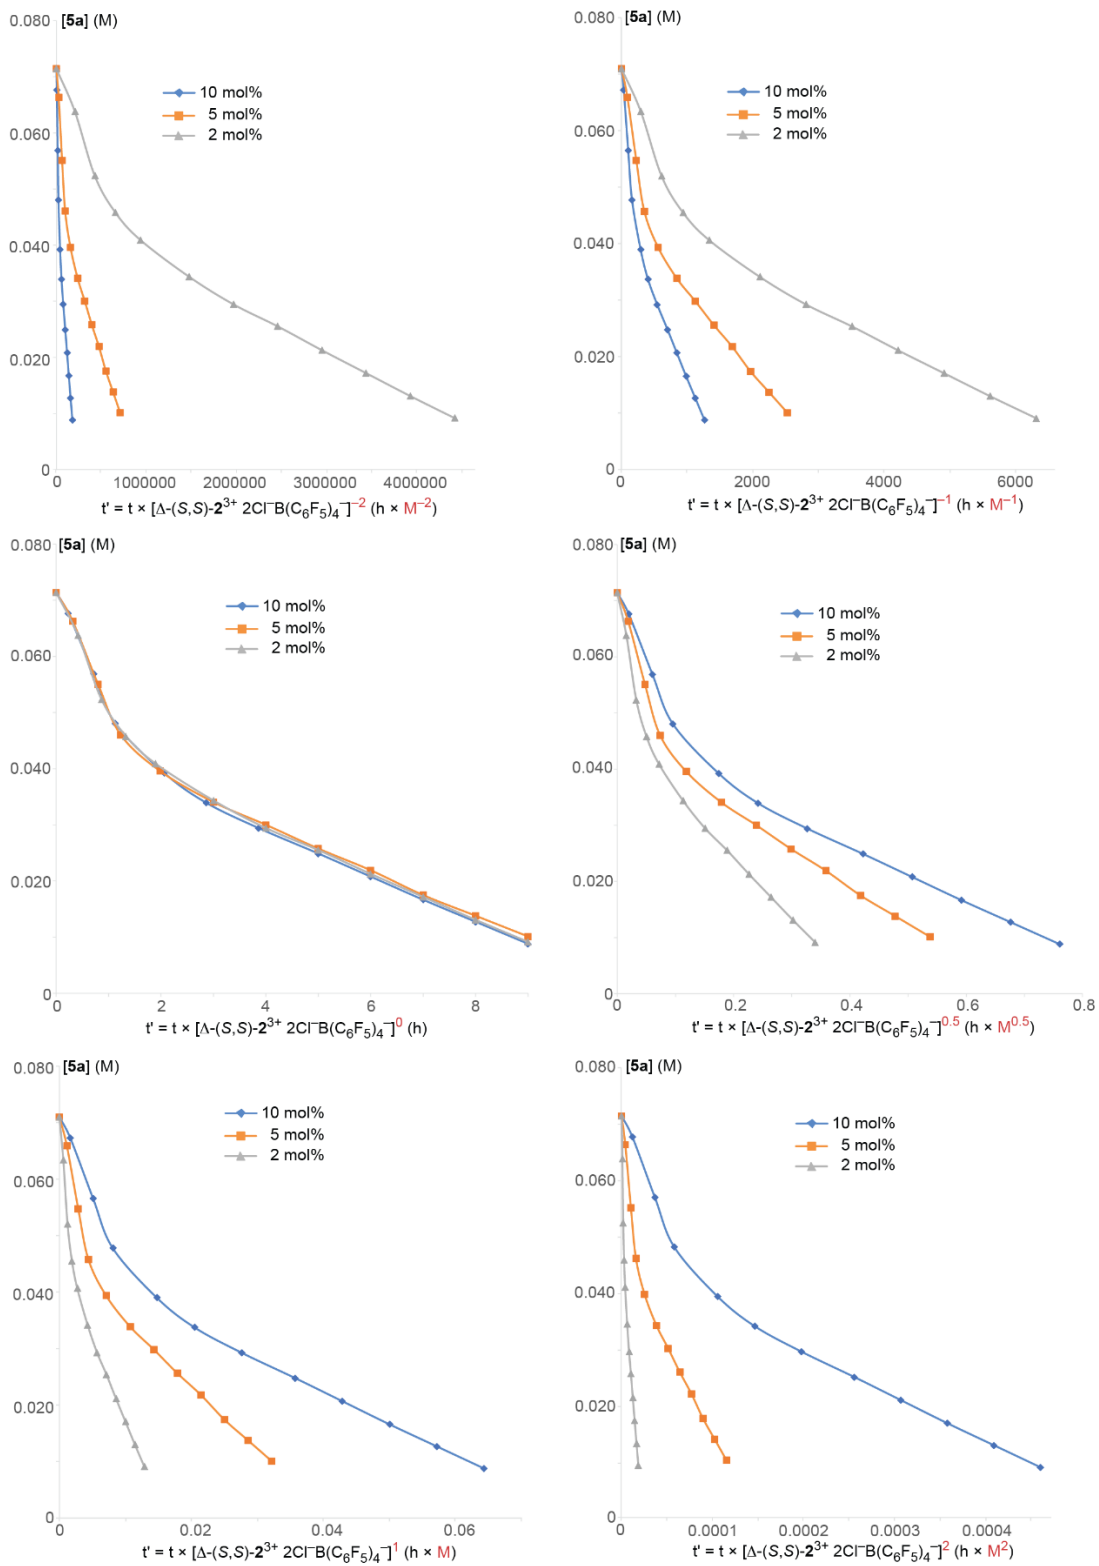 [5a] (M)
0.080
0.060
0.040
0.020
0
10 mol%
5 mol%
2 mol%
0 1000000 2000000 3000000 4000000
t' = t × [Δ-(S,S)-2³⁺ 2Cl⁻B(C₆F₅)₄⁻]⁻² (h × M⁻²)
[5a] (M)
0.080
0.060
0.040
0.020
0
10 mol%
5 mol%
2 mol%
0 2000 4000 6000
t' = t × [Δ-(S,S)-2³⁺ 2Cl⁻B(C₆F₅)₄⁻]⁻¹ (h × M⁻¹)
[5a] (M)
0.080
0.060
0.040
0.020
0
10 mol%
5 mol%
2 mol%
0 2 4 6 8
t' = t × [Δ-(S,S)-2³⁺ 2Cl⁻B(C₆F₅)₄⁻]⁰ (h)
[5a] (M)
0.080
0.060
0.040
0.020
0
10 mol%
5 mol%
2 mol%
0 0.2 0.4 0.6 0.8
t' = t × [Δ-(S,S)-2³⁺ 2Cl⁻B(C₆F₅)₄⁻]⁰·⁵ (h × M⁰·⁵)
[5a] (M)
0.080
0.060
0.040
0.020
0
10 mol%
5 mol%
2 mol%
0 0.02 0.04 0.06
t' = t × [Δ-(S,S)-2³⁺ 2Cl⁻B(C₆F₅)₄⁻]¹ (h × M)
[5a] (M)
0.080
0.060
0.040
0.020
0
10 mol%
5 mol%
2 mol%
0 0.0001 0.0002 0.0003 0.0004
t' = t × [Δ-(S,S)-2³⁺ 2Cl⁻B(C₆F₅)₄⁻]² (h × M²)